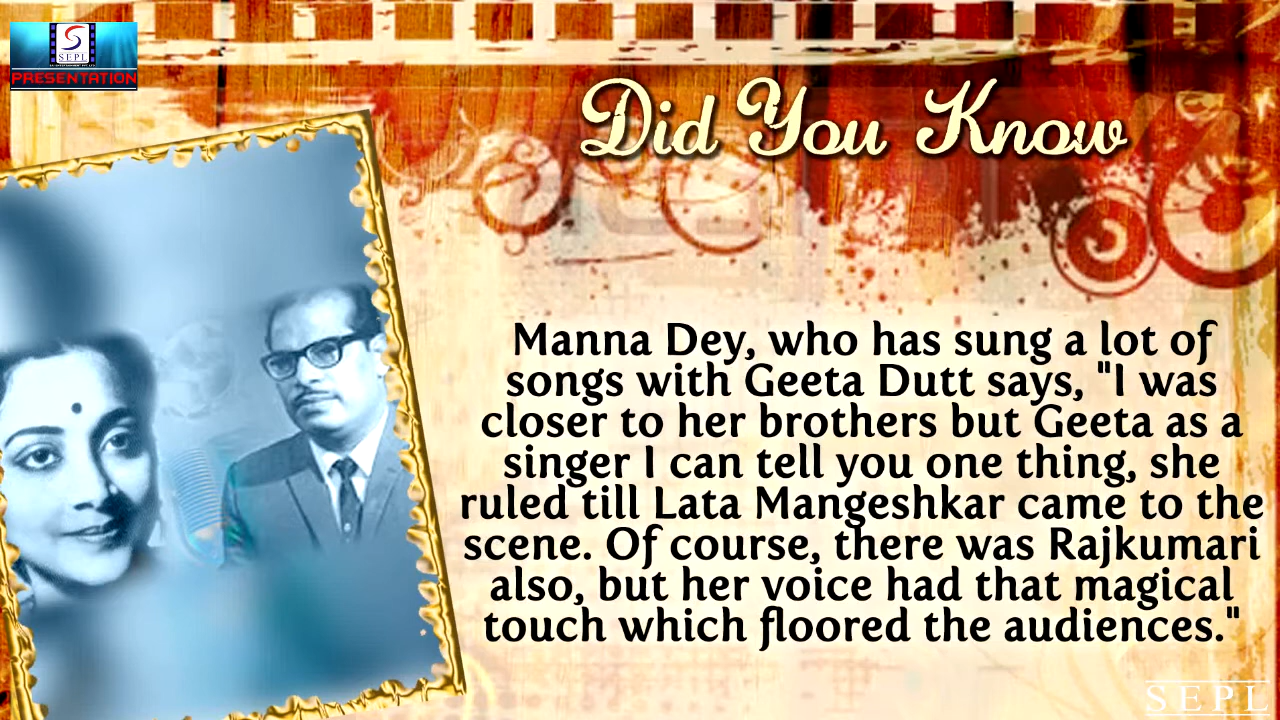 S
SEPL
PRESENTATION
Did You Know
Manna Dey, who has sung a lot of
songs with Geeta Dutt says, "I was
closer to her brothers but Geeta as a
singer I can tell you one thing, she
ruled till Lata Mangeshkar came to the
scene. Of course, there was Rajkumari
also, but her voice had that magical
touch which floored the audiences."
SEPL